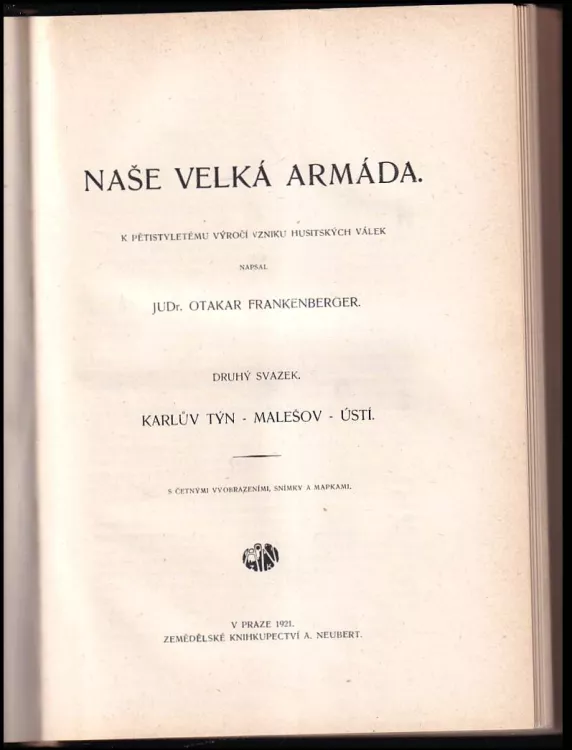 NAŠE VELKÁ ARMÁDA.
K PĚTISTYLETÉMU VÝROČÍ VZNIKU HUSITSKÝCH VÁLEK
NAPSAL
JUDr. OTAKAR FRANKENBERGER.
DRUHÝ SVAZEK.
KARLŮV TÝN - MALEŠOV - ÚSTÍ.
S ČETNÝMI VYOBRAZENÍMI, SNÍMKY A MAPKAMI.
V PRAZE 1921.
ZEMĚDĚLSKÉ KNIHKUPECTVÍ A. NEUBERT.